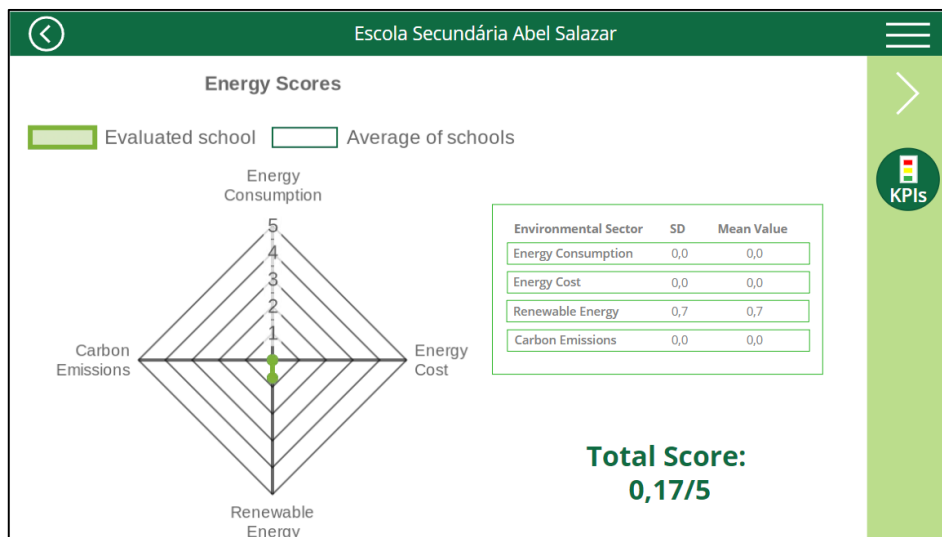 Escola Secundária Abel Salazar
Energy Scores
Evaluated school
Average of schools
KPIs
Energy
Consumption
5
4
3
2
1
Carbon
Emissions
Energy
Cost
Renewable
Energy
Environmental Sector SD Mean Value
Energy Consumption 0,0 0,0
Energy Cost 0,0 0,0
Renewable Energy 0,7 0,7
Carbon Emissions 0,0 0,0
Total Score:
0,17/5